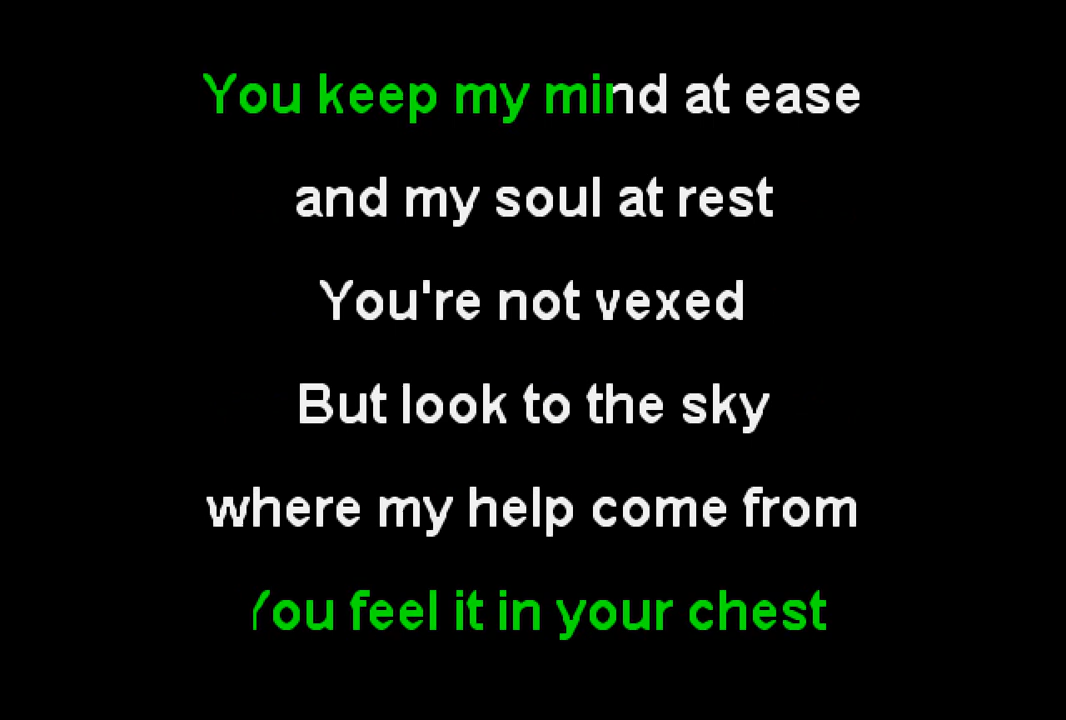 You keep my mind at ease
and my soul at rest
You're not vexed
But look to the sky
where my help come from
You feel it in your chest